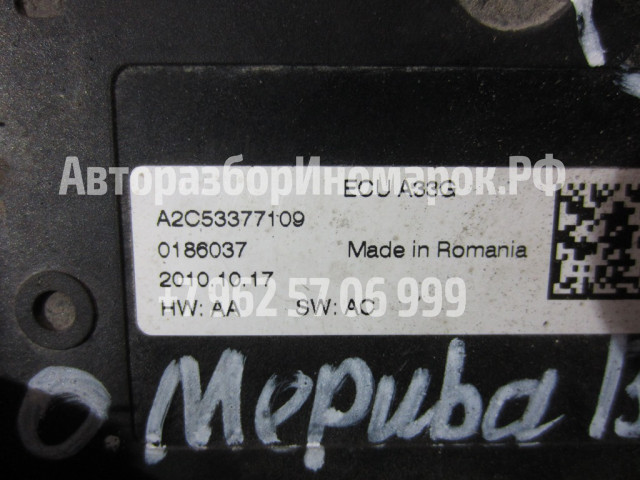 АвторазборИномарок.РФ
ECU A33G
A2C53377109
0186037 Made in Romania
2010.10.17
+7 962 57 06 999
HW: AA SW: AC
О. Мерива